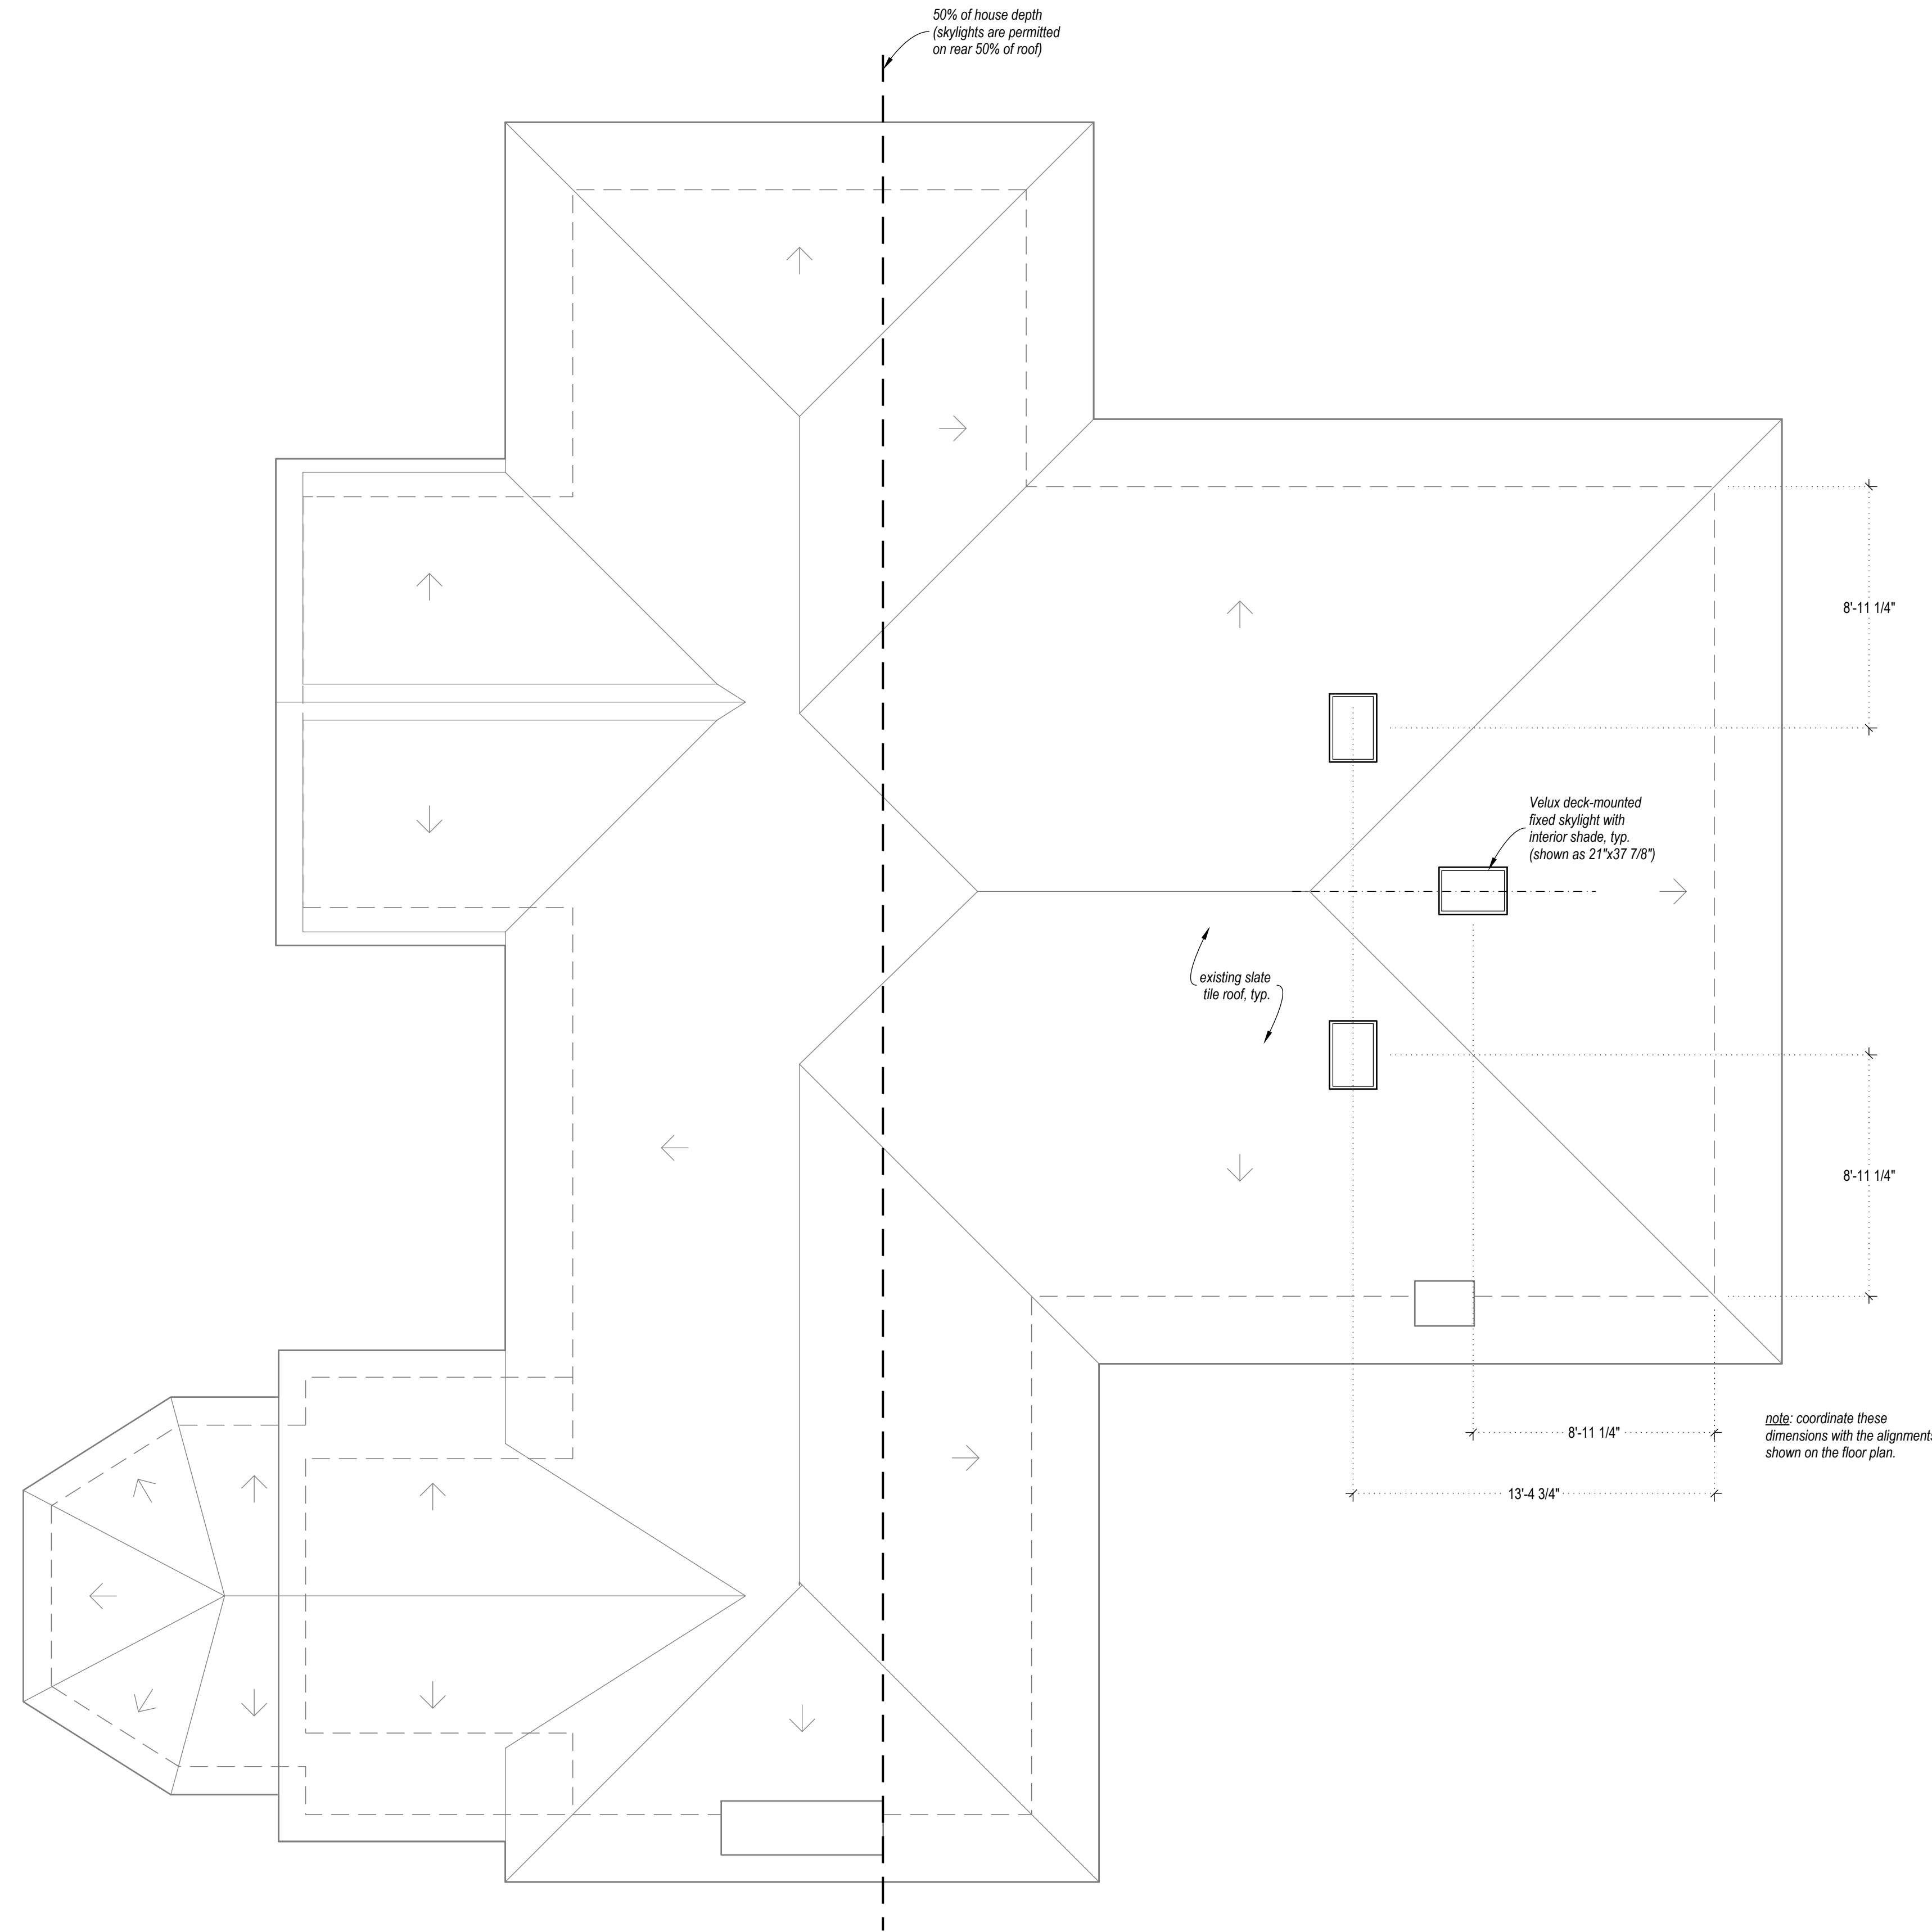 50% of house depth
(skylights are permitted
on rear 50% of roof)
8'-11 1/4"
Velux deck-mounted
fixed skylight with
interior shade, typ.
(shown as 21"x37 7/8")
existing slate
tile roof, typ.
8'-11 1/4"
note: coordinate these
dimensions with the alignments
shown on the floor plan.
8'-11 1/4"
13'-4 3/4"